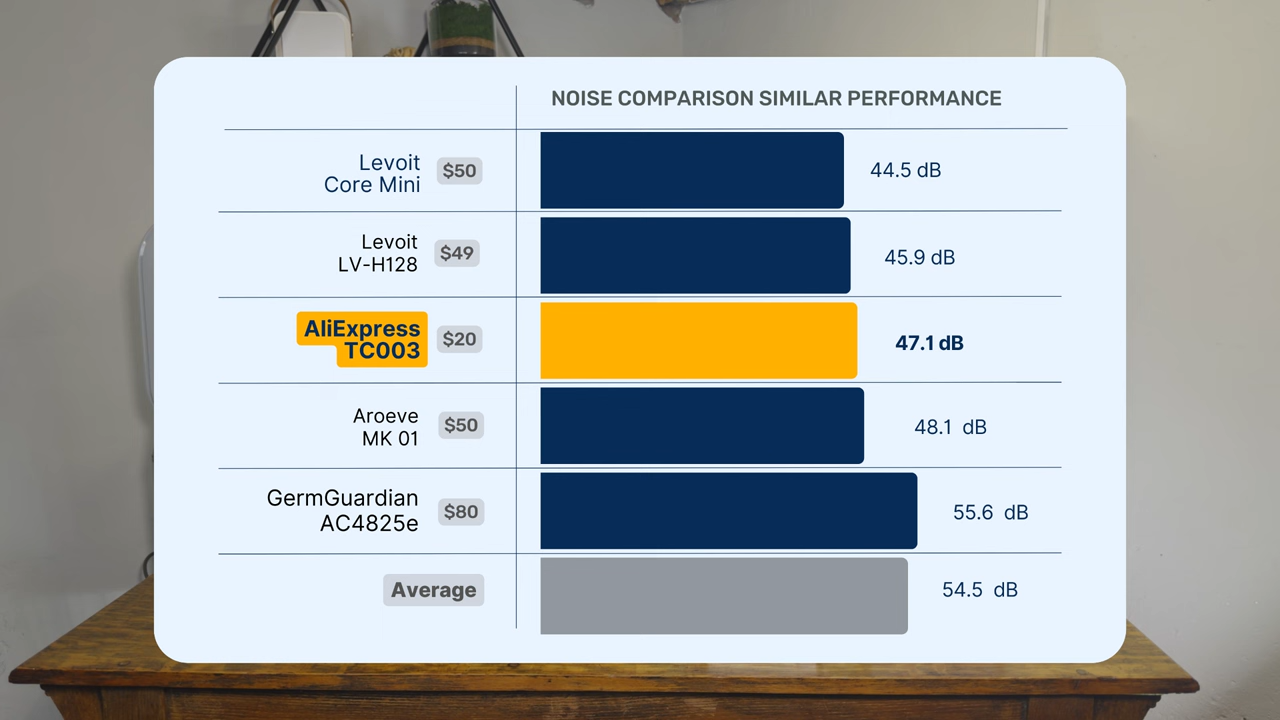 NOISE COMPARISON SIMILAR PERFORMANCE
Levoit
Core Mini
$50
44.5 dB
Levoit
LV-H128
$49
45.9 dB
AliExpress
TC003
$20
47.1 dB
Aroeve
MK 01
$50
48.1 dB
GermGuardian
AC4825e
$80
55.6 dB
Average
54.5 dB